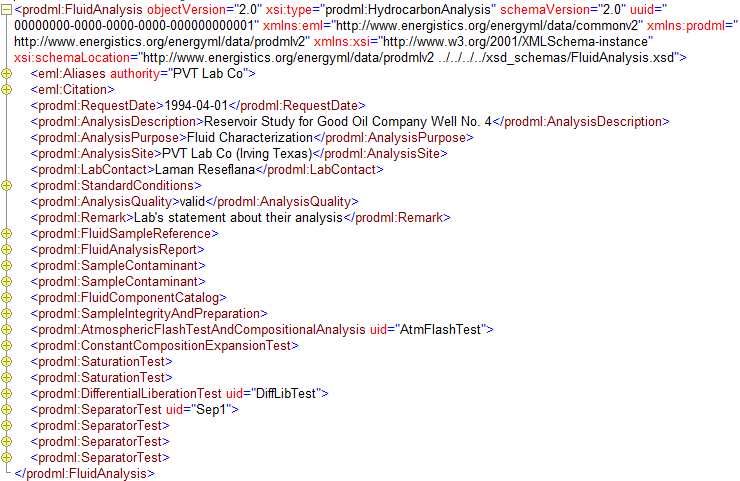 <prodml:FluidAnalysis objectVersion="2.0" xsi:type="prodml:HydrocarbonAnalysis" schemaVersion="2.0" uuid="
00000000-0000-0000-0000-000000000001" xmlns:eml="http://www.energistics.org/energyml/data/commonv2" xmlns:prodml="
http://www.energistics.org/energyml/data/prodmlv2" xmlns:xsi="http://www.w3.org/2001/XMLSchema-instance"
xsi:schemaLocation="http://www.energistics.org/energyml/data/prodmlv2 ../../../../xsd_schemas/FluidAnalysis.xsd">
<eml:Aliases authority="PVT Lab Co">
<eml:Citation>
<prodml:RequestDate>1994-04-01</prodml:RequestDate>
<prodml:AnalysisDescription>Reservoir Study for Good Oil Company Well No. 4</prodml:AnalysisDescription>
<prodml:AnalysisPurpose>Fluid Characterization</prodml:AnalysisPurpose>
<prodml:AnalysisSite>PVT Lab Co (Irving Texas)</prodml:AnalysisSite>
<prodml:LabContact>Laman Reseflana</prodml:LabContact>
<prodml:StandardConditions>
<prodml:AnalysisQuality>valid</prodml:AnalysisQuality>
<prodml:Remark>Lab's statement about their analysis</prodml:Remark>
<prodml:FluidSampleReference>
<prodml:FluidAnalysisReport>
<prodml:SampleContaminant>
<prodml:SampleContaminant>
<prodml:FluidComponentCatalog>
<prodml:SampleIntegrityAndPreparation>
<prodml:AtmosphericFlashTestAndCompositionalAnalysis uid="AtmFlashTest">
<prodml:ConstantCompositionExpansionTest>
<prodml:SaturationTest>
<prodml:SaturationTest>
<prodml:DifferentialLiberationTest uid="DiffLibTest">
<prodml:SeparatorTest uid="Sep1">
<prodml:SeparatorTest>
<prodml:SeparatorTest>
<prodml:SeparatorTest>
</prodml:FluidAnalysis>